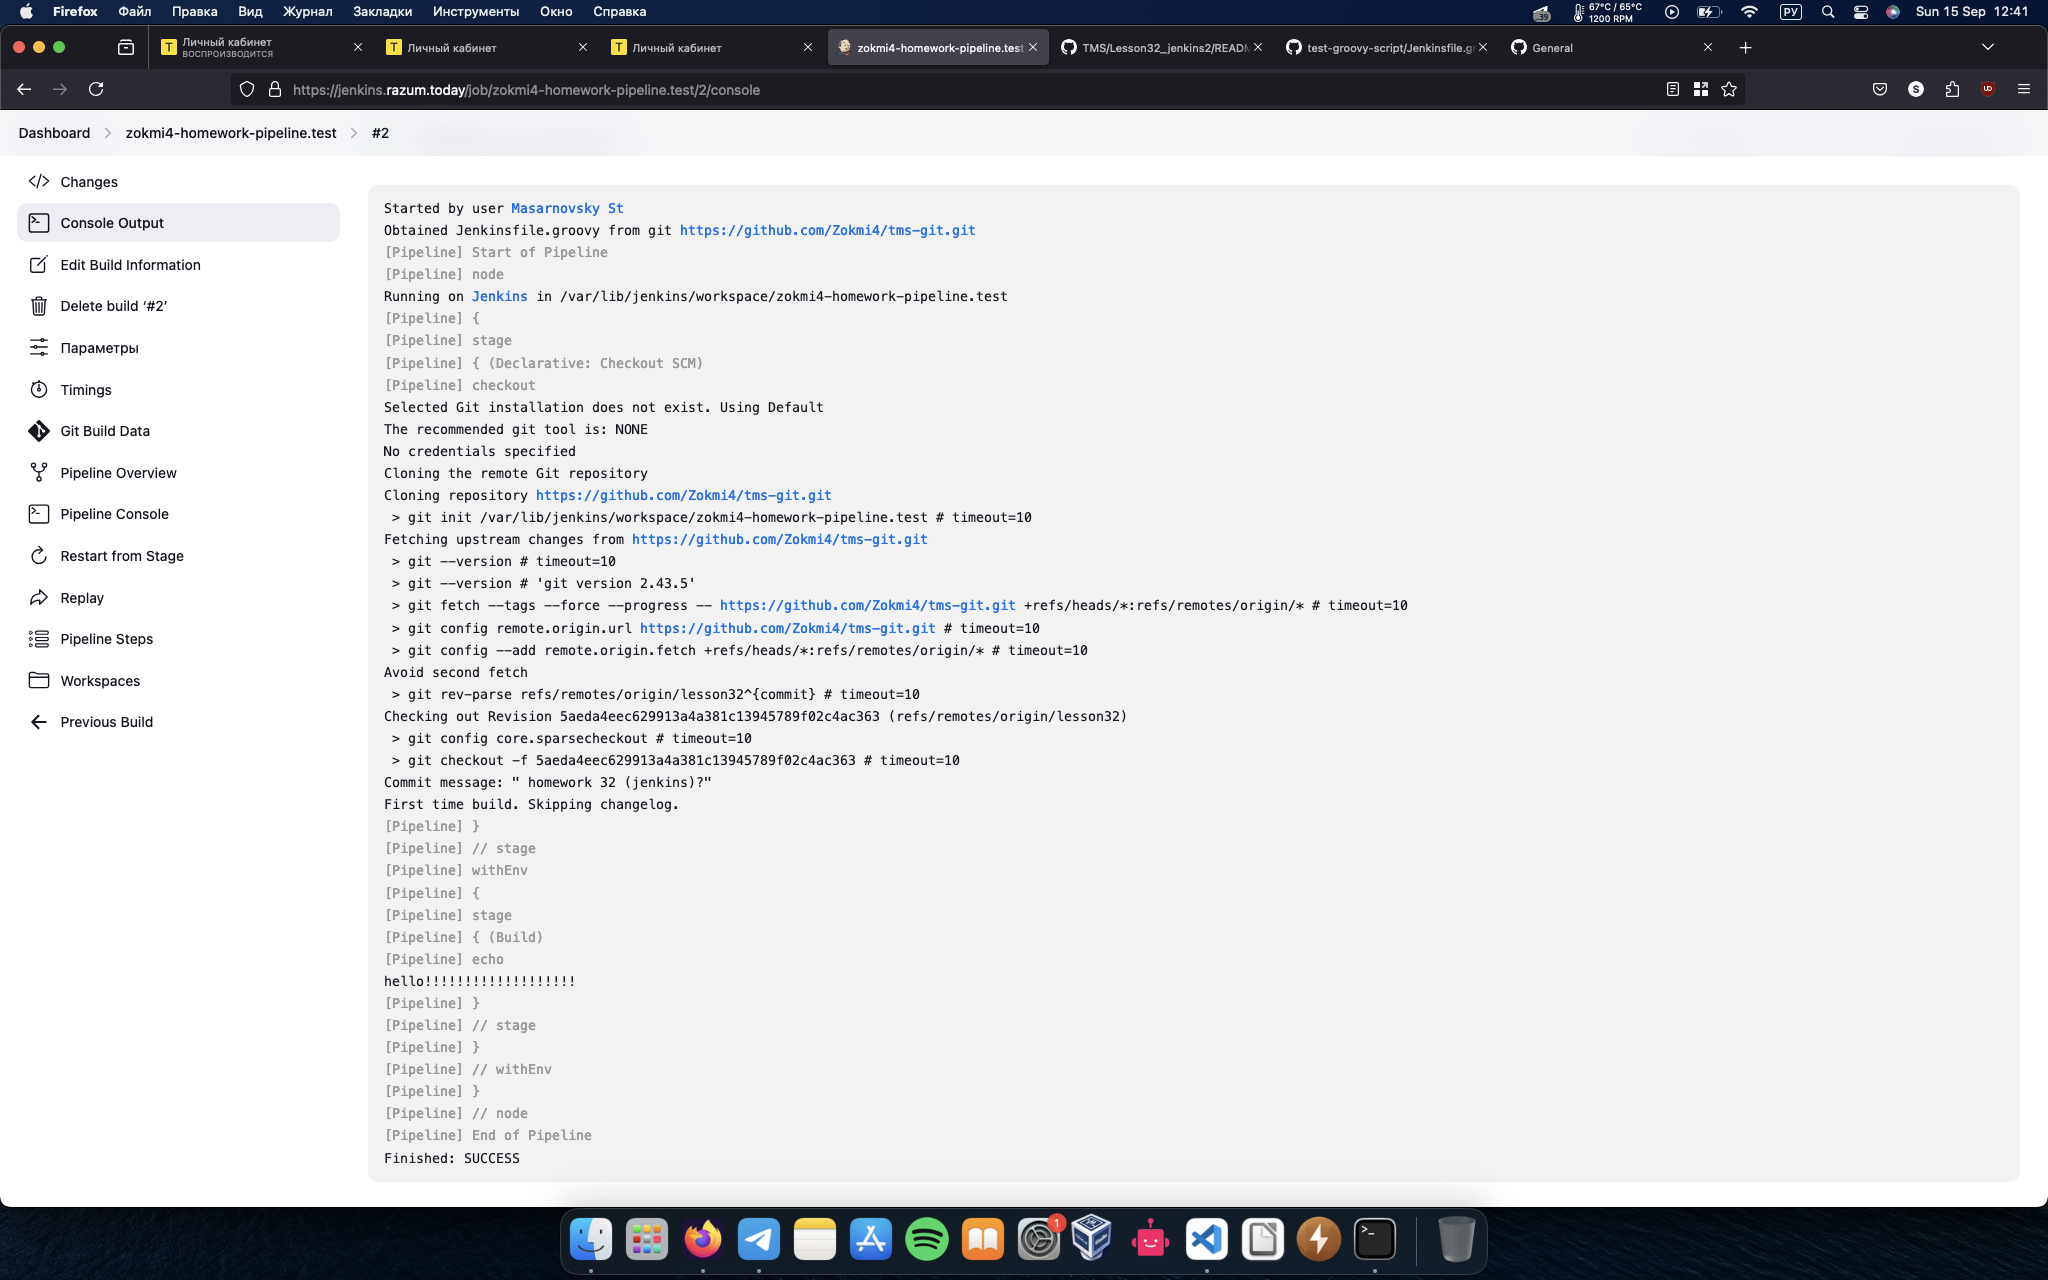 Firefox Файл Правка Вид Журнал Закладки Инструменты Окно Справка
39 67°C / 65°C 1200 RPM РУ Sun 15 Sep 12:41
Личный кабинет
ВОСПРОИЗВОДИТСЯ
Личный кабинет
Личный кабинет
zokmi4-homework-pipeline.test
TMS/Lesson32_jenkins2/READM
test-groovy-script/Jenkinsfile.g
General
https://jenkins.razum.today/job/zokmi4-homework-pipeline.test/2/console
Dashboard > zokmi4-homework-pipeline.test > #2
Changes
Console Output
Edit Build Information
Delete build ‘#2’
Параметры
Timings
Git Build Data
Pipeline Overview
Pipeline Console
Restart from Stage
Replay
Pipeline Steps
Workspaces
Previous Build
Started by user Masarnovsky St
Obtained Jenkinsfile.groovy from git https://github.com/Zokmi4/tms-git.git
[Pipeline] Start of Pipeline
[Pipeline] node
Running on Jenkins in /var/lib/jenkins/workspace/zokmi4-homework-pipeline.test
[Pipeline] {
[Pipeline] stage
[Pipeline] { (Declarative: Checkout SCM)
[Pipeline] checkout
Selected Git installation does not exist. Using Default
The recommended git tool is: NONE
No credentials specified
Cloning the remote Git repository
Cloning repository https://github.com/Zokmi4/tms-git.git
> git init /var/lib/jenkins/workspace/zokmi4-homework-pipeline.test # timeout=10
Fetching upstream changes from https://github.com/Zokmi4/tms-git.git
> git --version # timeout=10
> git --version # 'git version 2.43.5'
> git fetch --tags --force --progress -- https://github.com/Zokmi4/tms-git.git +refs/heads/*:refs/remotes/origin/* # timeout=10
> git config remote.origin.url https://github.com/Zokmi4/tms-git.git # timeout=10
> git config --add remote.origin.fetch +refs/heads/*:refs/remotes/origin/* # timeout=10
Avoid second fetch
> git rev-parse refs/remotes/origin/lesson32^{commit} # timeout=10
Checking out Revision 5aeda4eec629913a4a381c13945789f02c4ac363 (refs/remotes/origin/lesson32)
> git config core.sparsecheckout # timeout=10
> git checkout -f 5aeda4eec629913a4a381c13945789f02c4ac363 # timeout=10
Commit message: " homework 32 (jenkins)?"
First time build. Skipping changelog.
[Pipeline] }
[Pipeline] // stage
[Pipeline] withEnv
[Pipeline] {
[Pipeline] stage
[Pipeline] { (Build)
[Pipeline] echo
hello!!!!!!!!!!!!!!!!!!!
[Pipeline] }
[Pipeline] // stage
[Pipeline] }
[Pipeline] // withEnv
[Pipeline] }
[Pipeline] // node
[Pipeline] End of Pipeline
Finished: SUCCESS
1